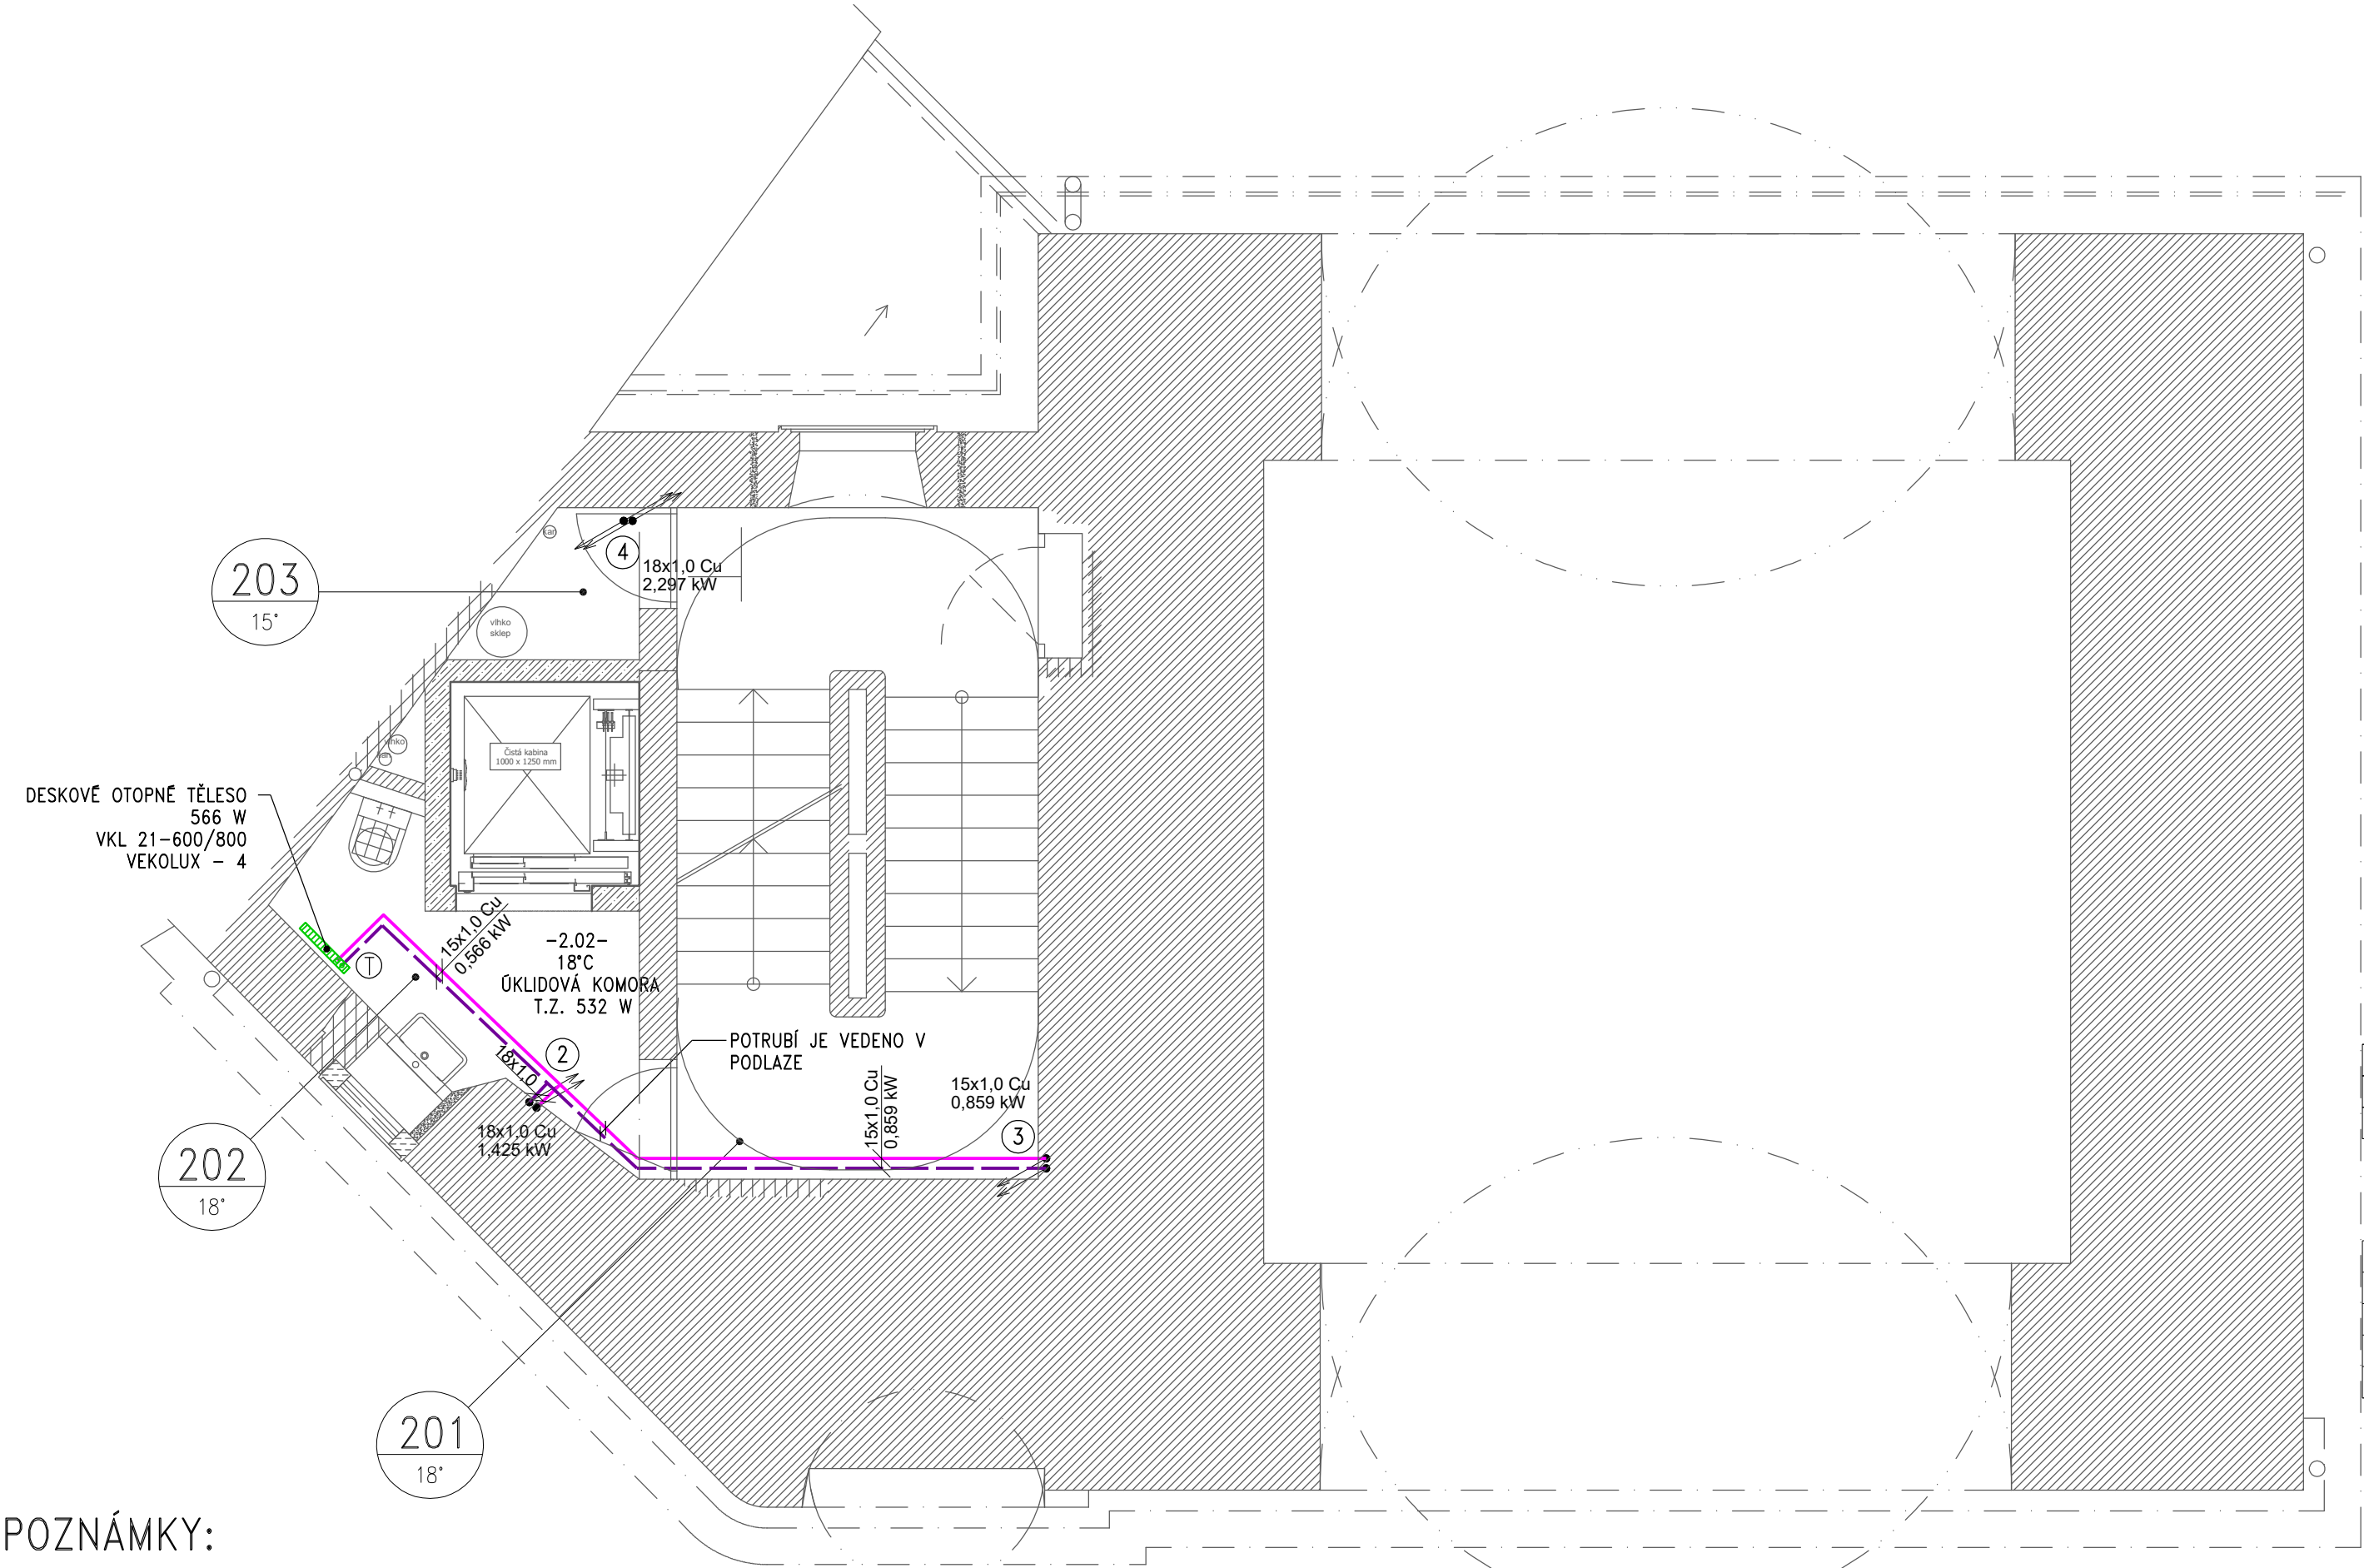 kan
4
18x1,0 Cu
2,297 kW
203
15°
vlhko
sklep
Čistá kabina
1000 x 1250 mm
vlhko
kan
DESKOVÉ OTOPNÉ TĚLESO
566 W
VKL 21-600/800
VEKOLUX - 4
15x1,0 Cu
0,566 kW
-2.02-
18°C
ÚKLIDOVÁ KOMORA
T.Z. 532 W
T
POTRUBÍ JE VEDENO V
PODLAZE
2
18x1,0
18x1,0 Cu
1,425 kW
15x1,0 Cu
0,859 kW
15x1,0 Cu
0,859 kW
3
202
18°
201
18°
POZNÁMKY: